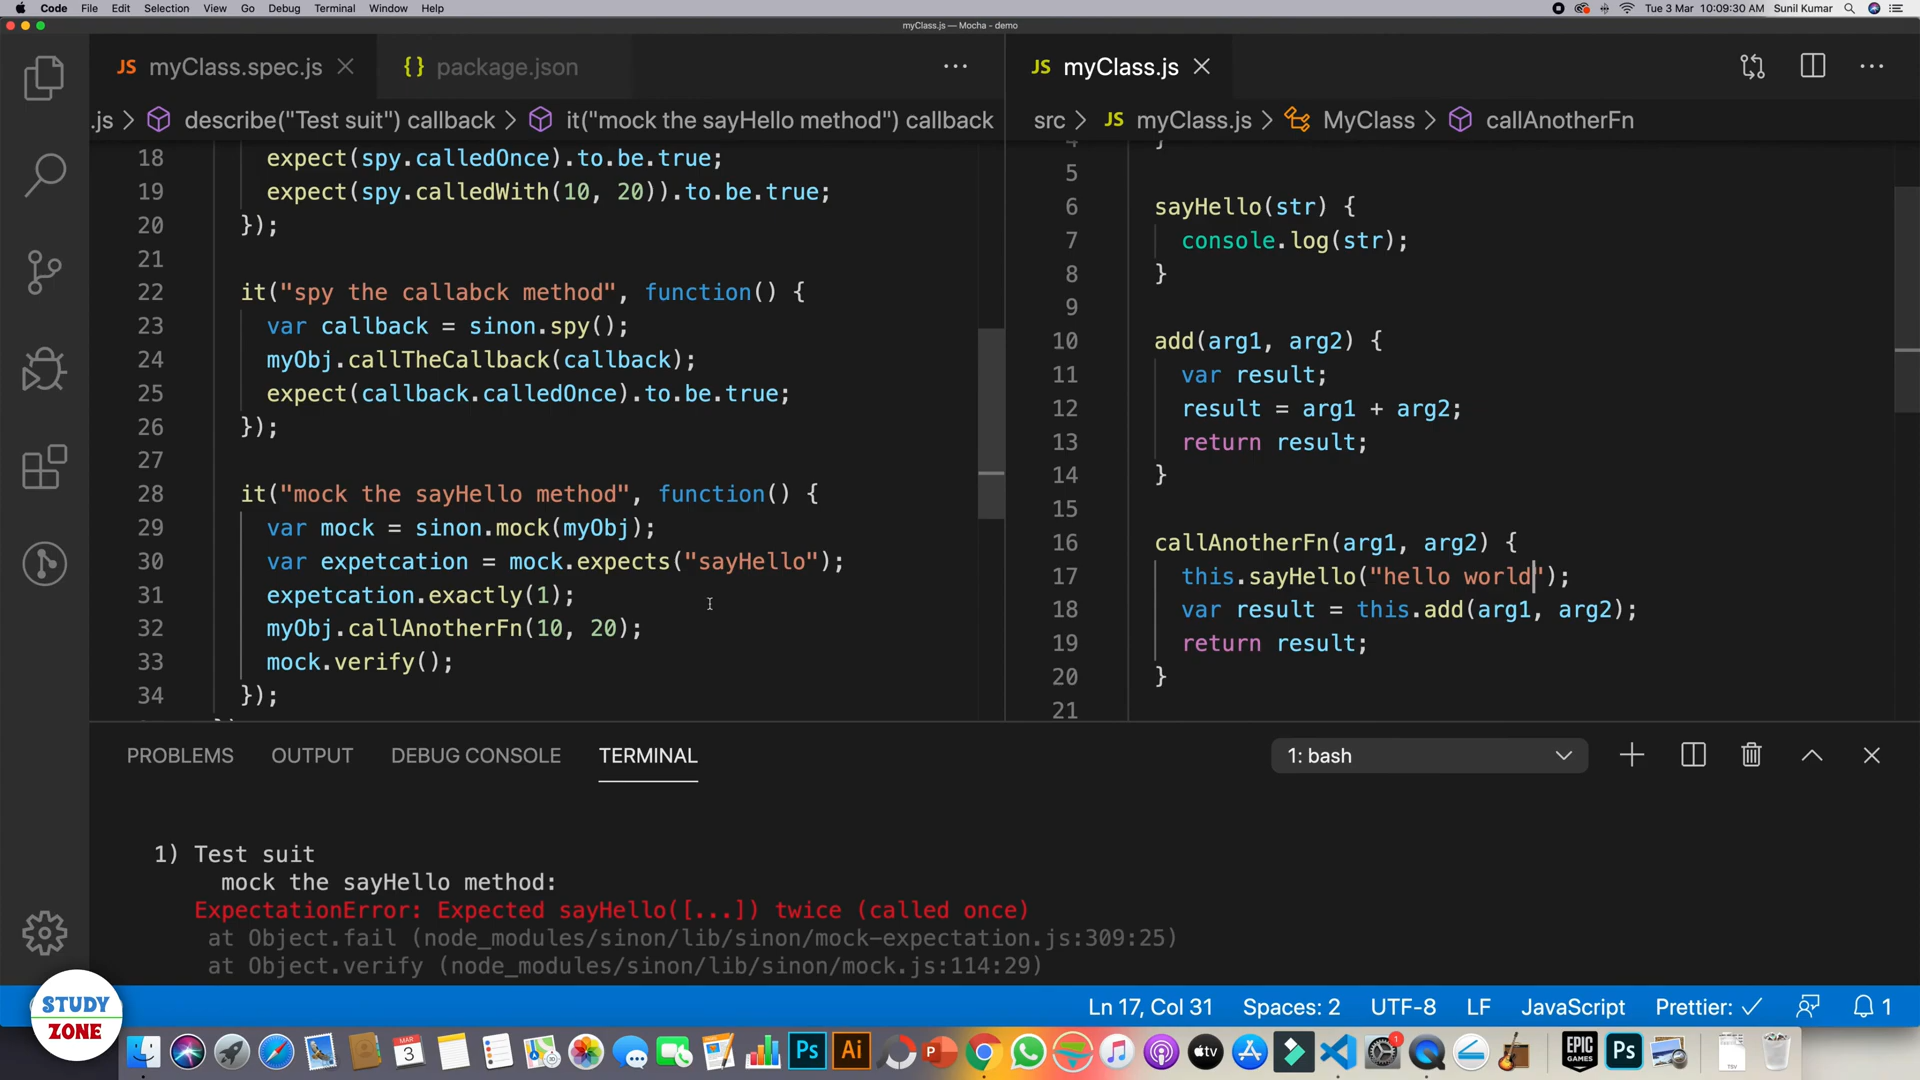 Code File Edit Selection View Go Debug Terminal Window Help
Tue 3 Mar 10:09:30 AM Sunil Kumar
myClass.js — Mocha - demo
JS myClass.spec.js
{} package.json
JS myClass.js
.js > describe("Test suit") callback > it("mock the sayHello method") callback
18 expect(spy.calledOnce).to.be.true;
19 expect(spy.calledWith(10, 20)).to.be.true;
20 });
21
22 it("spy the callabck method", function() {
23 var callback = sinon.spy();
24 myObj.callTheCallback(callback);
25 expect(callback.calledOnce).to.be.true;
26 });
27
28 it("mock the sayHello method", function() {
29 var mock = sinon.mock(myObj);
30 var expetcation = mock.expects("sayHello");
31 expetcation.exactly(1);
32 myObj.callAnotherFn(10, 20);
33 mock.verify();
34 });
src > JS myClass.js > MyClass > callAnotherFn
4 }
5
6 sayHello(str) {
7 console.log(str);
8 }
9
10 add(arg1, arg2) {
11 var result;
12 result = arg1 + arg2;
13 return result;
14 }
15
16 callAnotherFn(arg1, arg2) {
17 this.sayHello("hello world");
18 var result = this.add(arg1, arg2);
19 return result;
20 }
21
PROBLEMS OUTPUT DEBUG CONSOLE TERMINAL
1: bash
1) Test suit
mock the sayHello method:
ExpectationError: Expected sayHello([...]) twice (called once)
at Object.fail (node_modules/sinon/lib/sinon/mock-expectation.js:309:25)
at Object.verify (node_modules/sinon/lib/sinon/mock.js:114:29)
STUDY
ZONE
Ln 17, Col 31 Spaces: 2 UTF-8 LF JavaScript Prettier: ✓ 1
MAR
3
Ps
Ai
P
tv
1
EPIC
GAMES
Ps